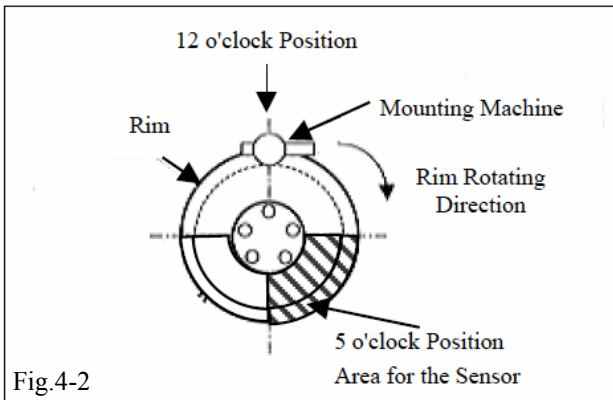 12 o'clock Position
Mounting Machine
Rim
Rim Rotating
Direction
5 o'clock Position
Area for the Sensor
Fig.4-2